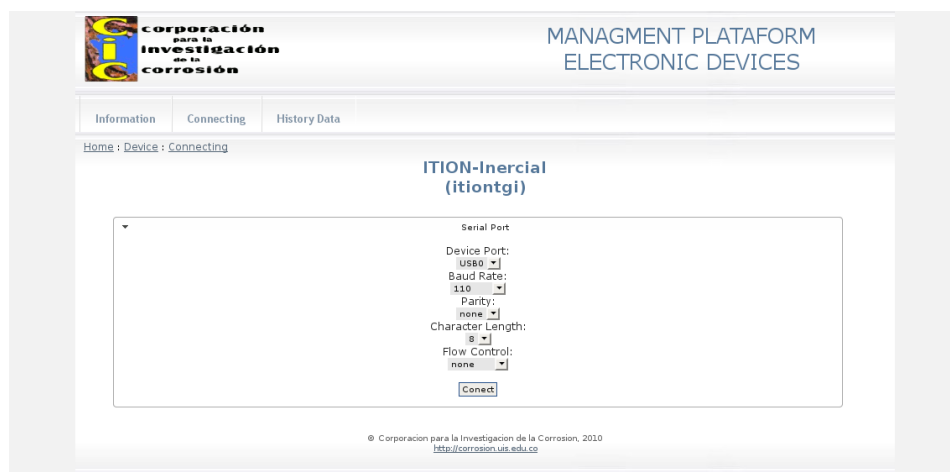 corporación
para la
investigación
de la
corrosión
CIC
MANAGMENT PLATAFORM
ELECTRONIC DEVICES
Information Connecting History Data
Home : Device : Connecting
ITION-Inercial
(itiontgi)
Serial Port
Device Port:
USB0
Baud Rate:
110
Parity:
none
Character Length:
8
Flow Control:
none
Conect
© Corporacion para la Investigacion de la Corrosion, 2010
http://corrosion.uis.edu.co